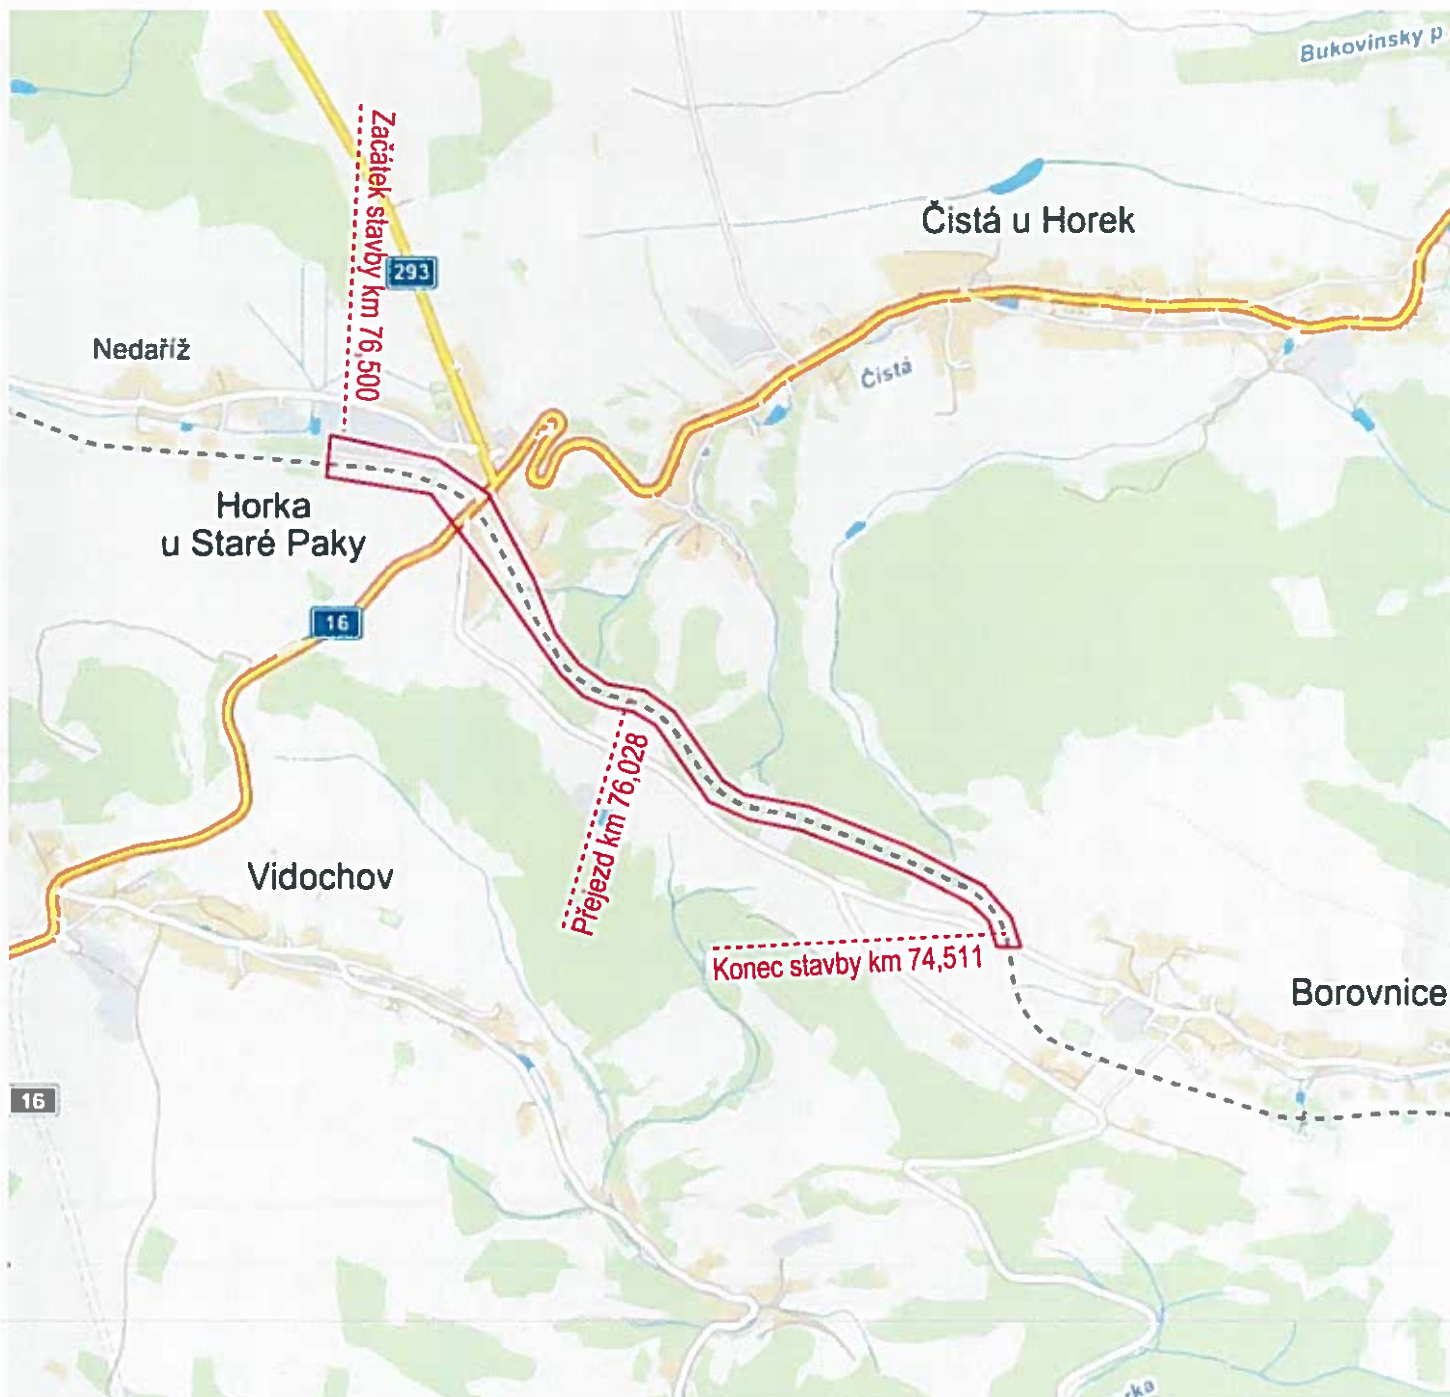 Bukovinsky p
Začátek stavby km 76,500
Čistá u Horek
293
Nedaříž
Čistá
Horka
u Staré Paky
16
Přejezd km 76,028
Vidochov
Konec stavby km 74,511
Borovnice
16
ka